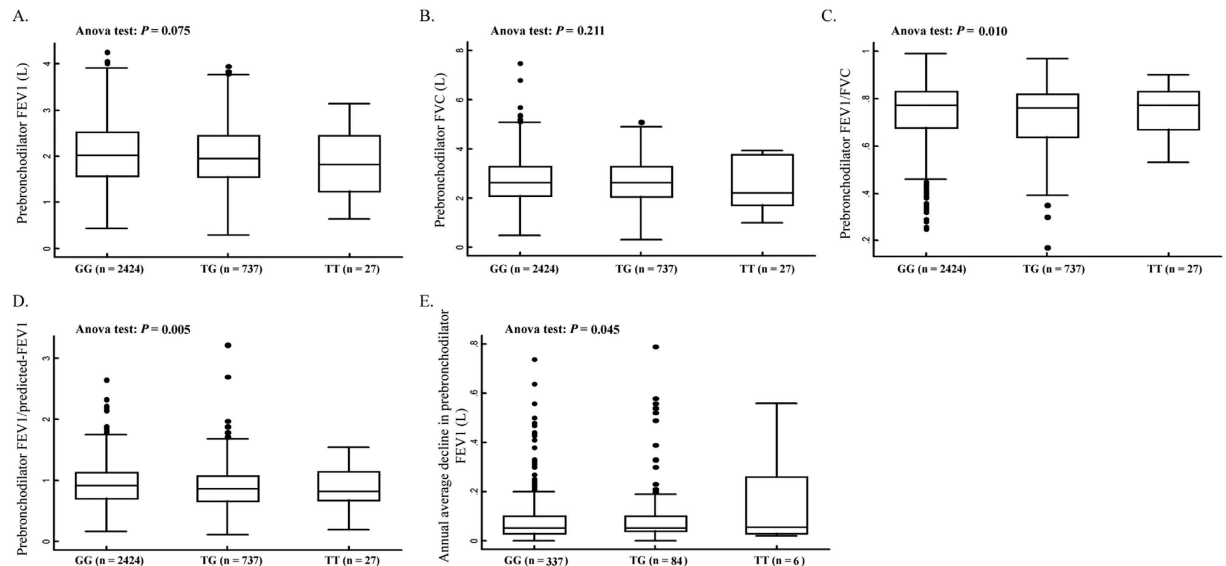 A.
Anova test: P = 0.075
Prebronchodilator FEV1 (L)
4
3
2
1
0
GG (n = 2424)
TG (n = 737)
TT (n = 27)
B.
Anova test: P = 0.211
Prebronchodilator FVC (L)
8
6
4
2
0
GG (n = 2424)
TG (n = 737)
TT (n = 27)
C.
Anova test: P = 0.010
Prebronchodilator FEV1/FVC
1
.8
.6
.4
.2
GG (n = 2424)
TG (n = 737)
TT (n = 27)
D.
Anova test: P = 0.005
Prebronchodilator FEV1/predicted-FEV1
3
2
1
0
GG (n = 2424)
TG (n = 737)
TT (n = 27)
E.
Anova test: P = 0.045
Annual average decline in prebronchodilator
FEV1 (L)
.8
.6
.4
.2
0
GG (n = 337)
TG (n = 84)
TT (n = 6)